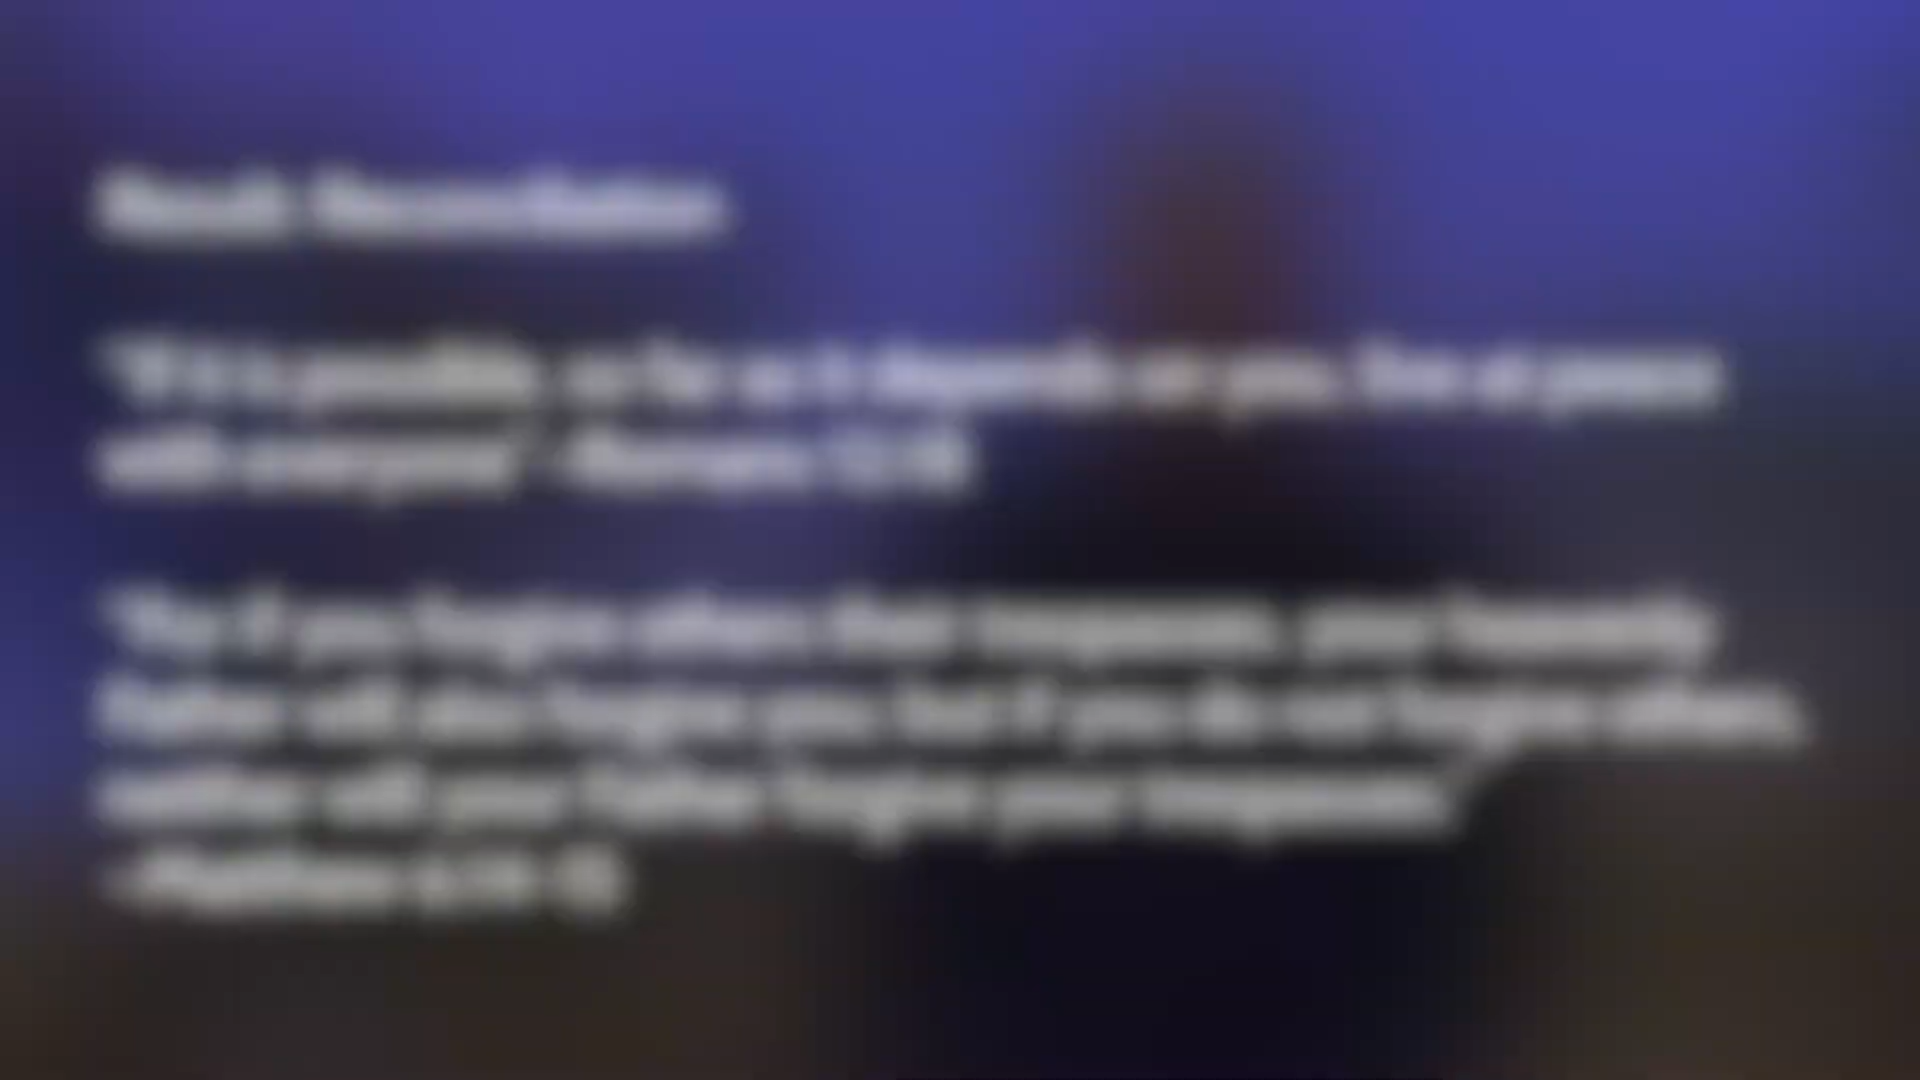 "If it is possible, as far as it depends on you, live at peace
with everyone" -Romans 12:18
"For if you forgive others their trespasses, your heavenly
Father will also forgive you, but if you do not forgive others,
neither will your Father forgive your trespasses."
-Matthew 6:14-15